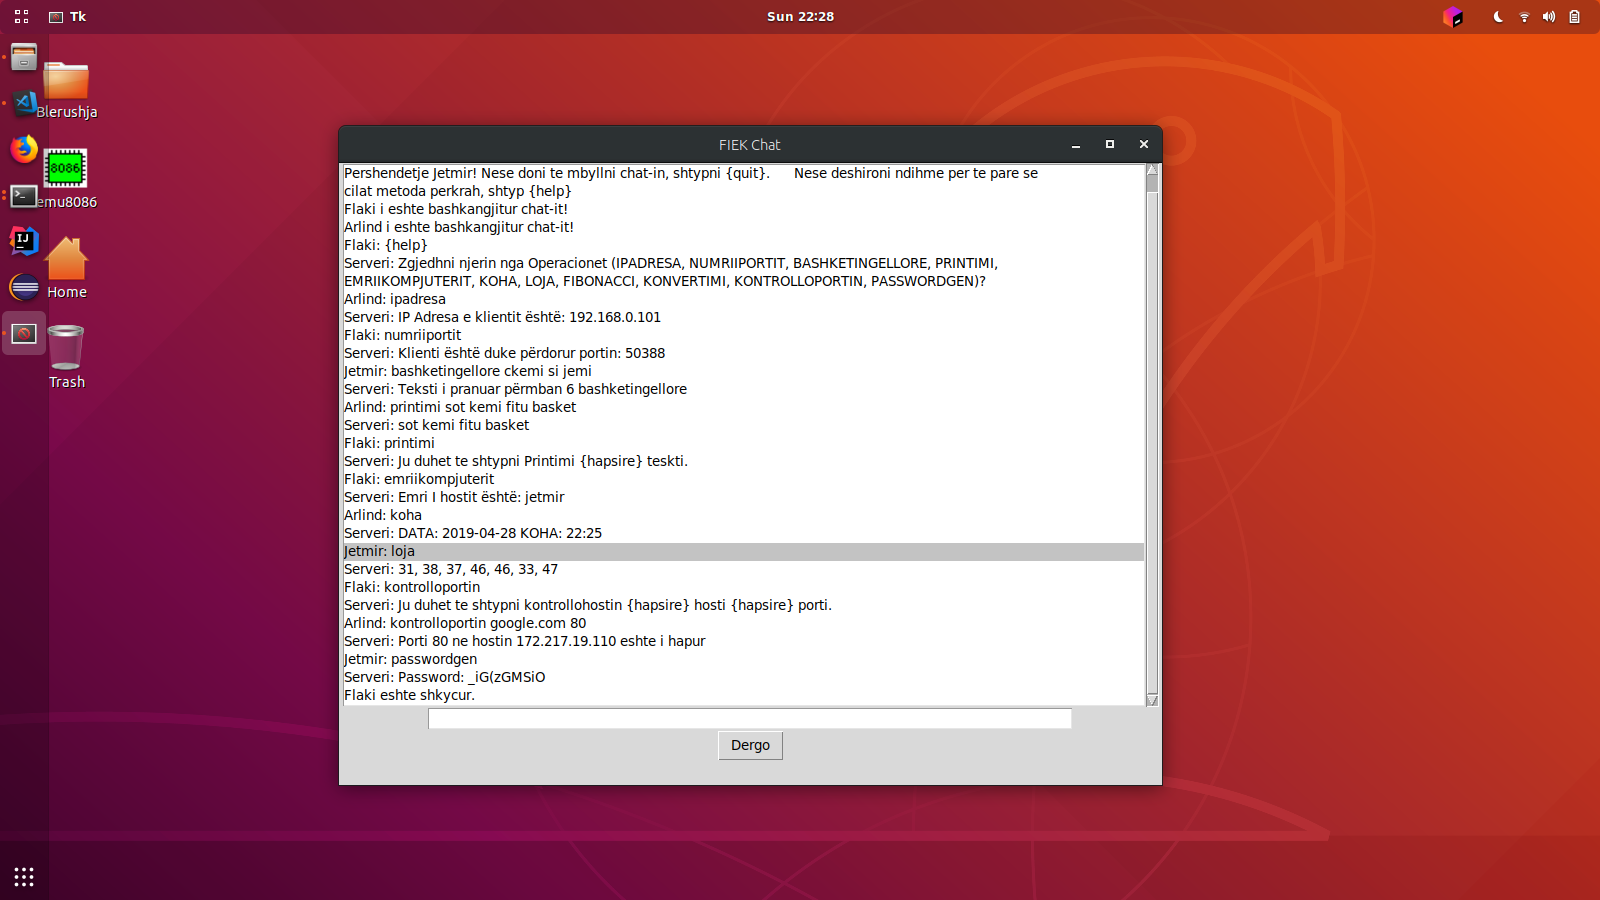 Tk
Sun 22:28
Blerushja
8086
emu8086
IJ
Home
Trash
FIEK Chat
Pershendetje Jetmir! Nese doni te mbyllni chat-in, shtypni {quit}. Nese deshironi ndihme per te pare se
cilat metoda perkrah, shtyp {help}
Flaki i eshte bashkangjitur chat-it!
Arlind i eshte bashkangjitur chat-it!
Flaki: {help}
Serveri: Zgjedhni njerin nga Operacionet (IPADRESA, NUMRIIPORTIT, BASHKETINGELLORE, PRINTIMI,
EMRIIKOMPJUTERIT, KOHA, LOJA, FIBONACCI, KONVERTIMI, KONTROLLOPORTIN, PASSWORDGEN)?
Arlind: ipadresa
Serveri: IP Adresa e klientit është: 192.168.0.101
Flaki: numriiportit
Serveri: Klienti është duke përdorur portin: 50388
Jetmir: bashketingellore ckemi si jemi
Serveri: Teksti i pranuar përmban 6 bashketingellore
Arlind: printimi sot kemi fitu basket
Serveri: sot kemi fitu basket
Flaki: printimi
Serveri: Ju duhet te shtypni Printimi {hapsire} teskti.
Flaki: emriikompjuterit
Serveri: Emri I hostit është: jetmir
Arlind: koha
Serveri: DATA: 2019-04-28 KOHA: 22:25
Jetmir: loja
Serveri: 31, 38, 37, 46, 46, 33, 47
Flaki: kontrolloportin
Serveri: Ju duhet te shtypni kontrollohostin {hapsire} hosti {hapsire} porti.
Arlind: kontrolloportin google.com 80
Serveri: Porti 80 ne hostin 172.217.19.110 eshte i hapur
Jetmir: passwordgen
Serveri: Password: _iG(zGMSiO
Flaki eshte shkycur.
Dergo